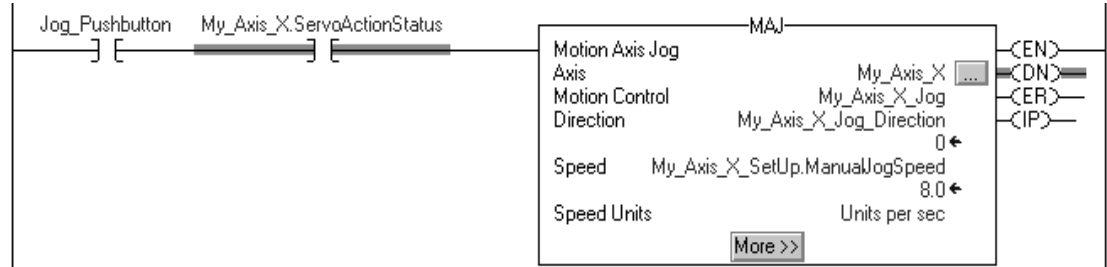 Jog_Pushbutton My_Axis_X.ServoActionStatus
MAJ
Motion Axis Jog
Axis My_Axis_X ...
Motion Control My_Axis_X_Jog
Direction My_Axis_X_Jog_Direction
0
Speed My_Axis_X_SetUp.ManualJogSpeed
8.0
Speed Units Units per sec
More >>
EN
DN
ER
IP